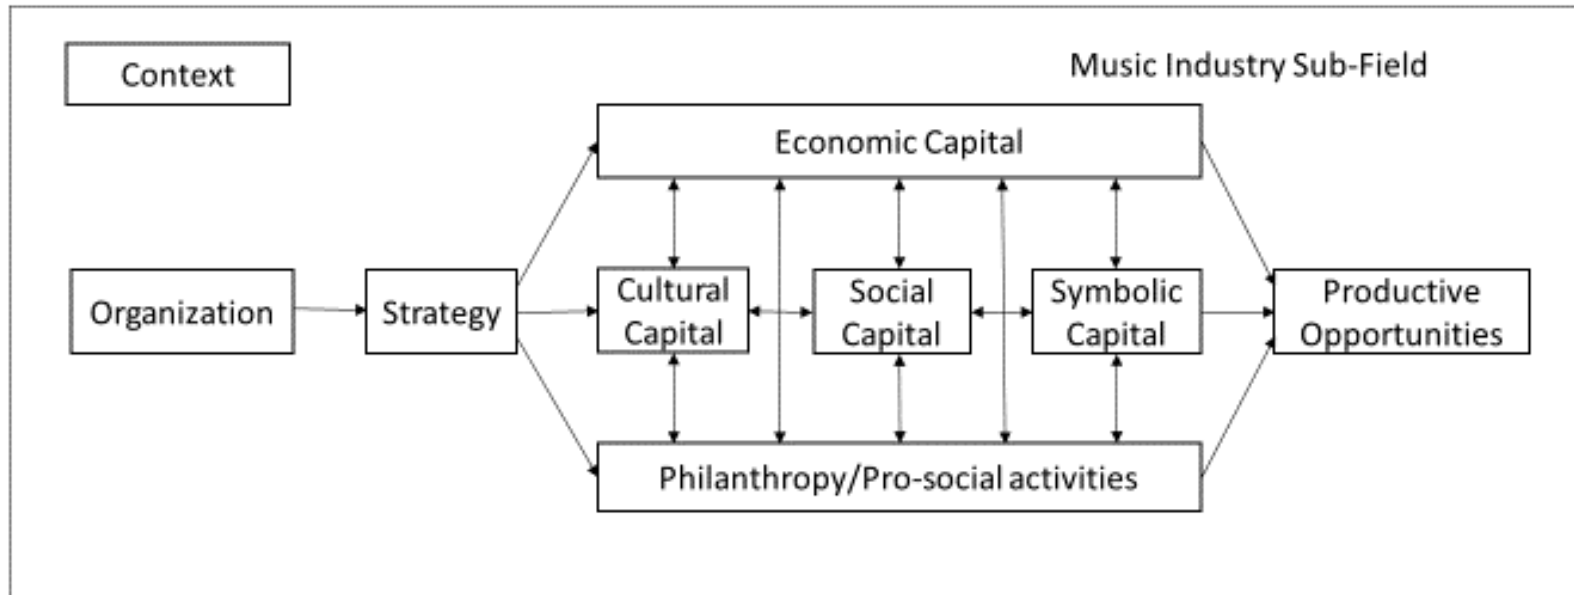 Context
Music Industry Sub-Field
Economic Capital
Organization
Strategy
Cultural
Capital
Social
Capital
Symbolic
Capital
Productive
Opportunities
Philanthropy/Pro-social activities